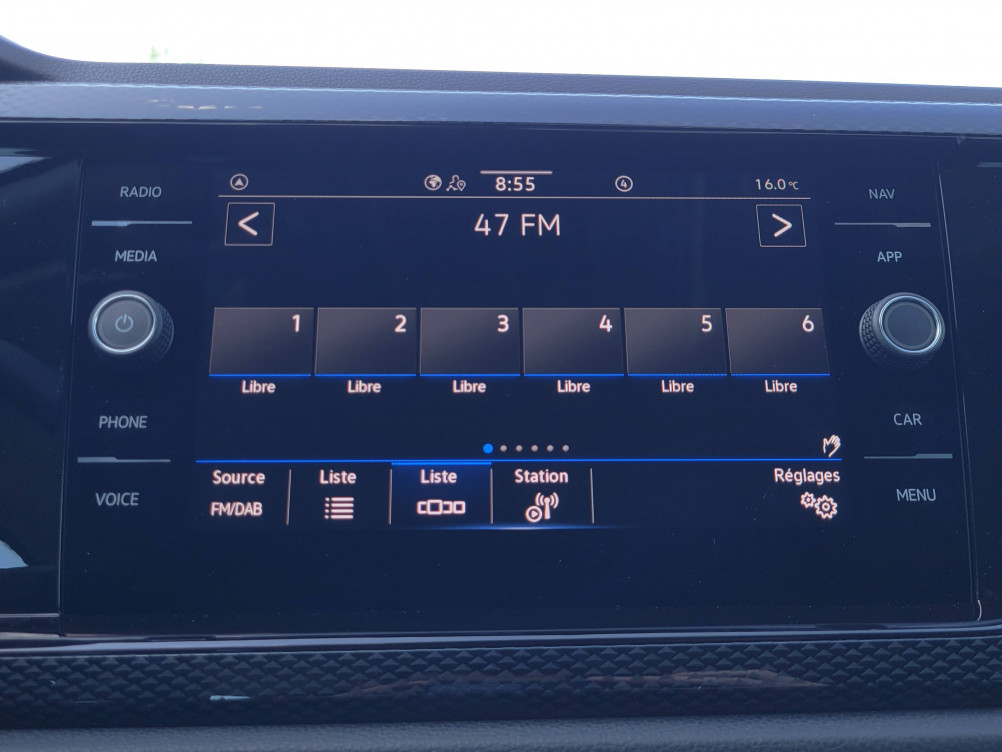 RADIO
8:55 4 16.0°C
NAV
< 47 FM >
MEDIA
APP
1 2 3 4 5 6
Libre Libre Libre Libre Libre Libre
PHONE
CAR
Source Liste Liste Station Réglages
FM/DAB
VOICE
MENU